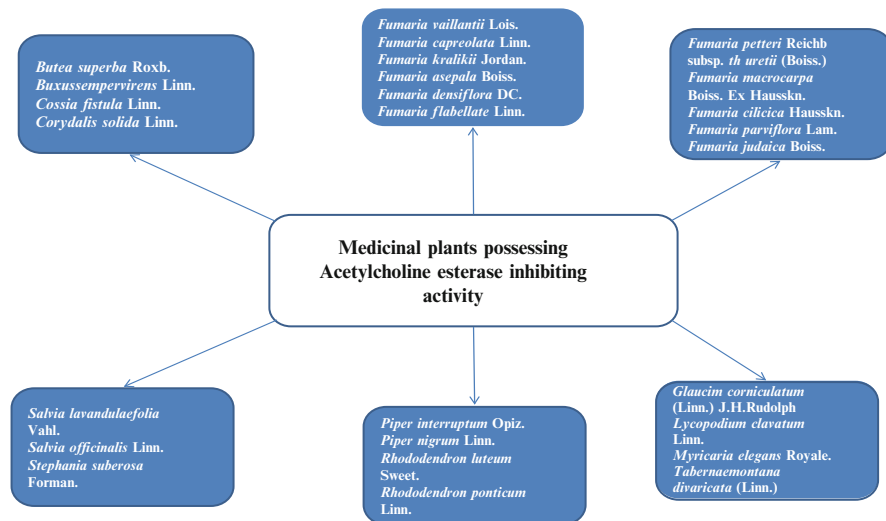 Butea superba Roxb.
Buxussempervirens Linn.
Cossia fistula Linn.
Corydalis solida Linn.
Fumaria vaillantii Lois.
Fumaria capreolata Linn.
Fumaria kralikii Jordan.
Fumaria asepala Boiss.
Fumaria densiflora DC.
Fumaria flabellate Linn.
Fumaria petteri Reichb
subsp. th uretii (Boiss.)
Fumaria macrocarpa
Boiss. Ex Hausskn.
Fumaria cilicica Hausskn.
Fumaria parviflora Lam.
Fumaria judaica Boiss.
Medicinal plants possessing
Acetylcholine esterase inhibiting
activity
Salvia lavandulaefolia
Vahl.
Salvia officinalis Linn.
Stephania suberosa
Forman.
Piper interruptum Opiz.
Piper nigrum Linn.
Rhododendron luteum
Sweet.
Rhododendron ponticum
Linn.
Glaucim corniculatum
(Linn.) J.H.Rudolph
Lycopodium clavatum
Linn.
Myricaria elegans Royale.
Tabernaemontana
divaricata (Linn.)